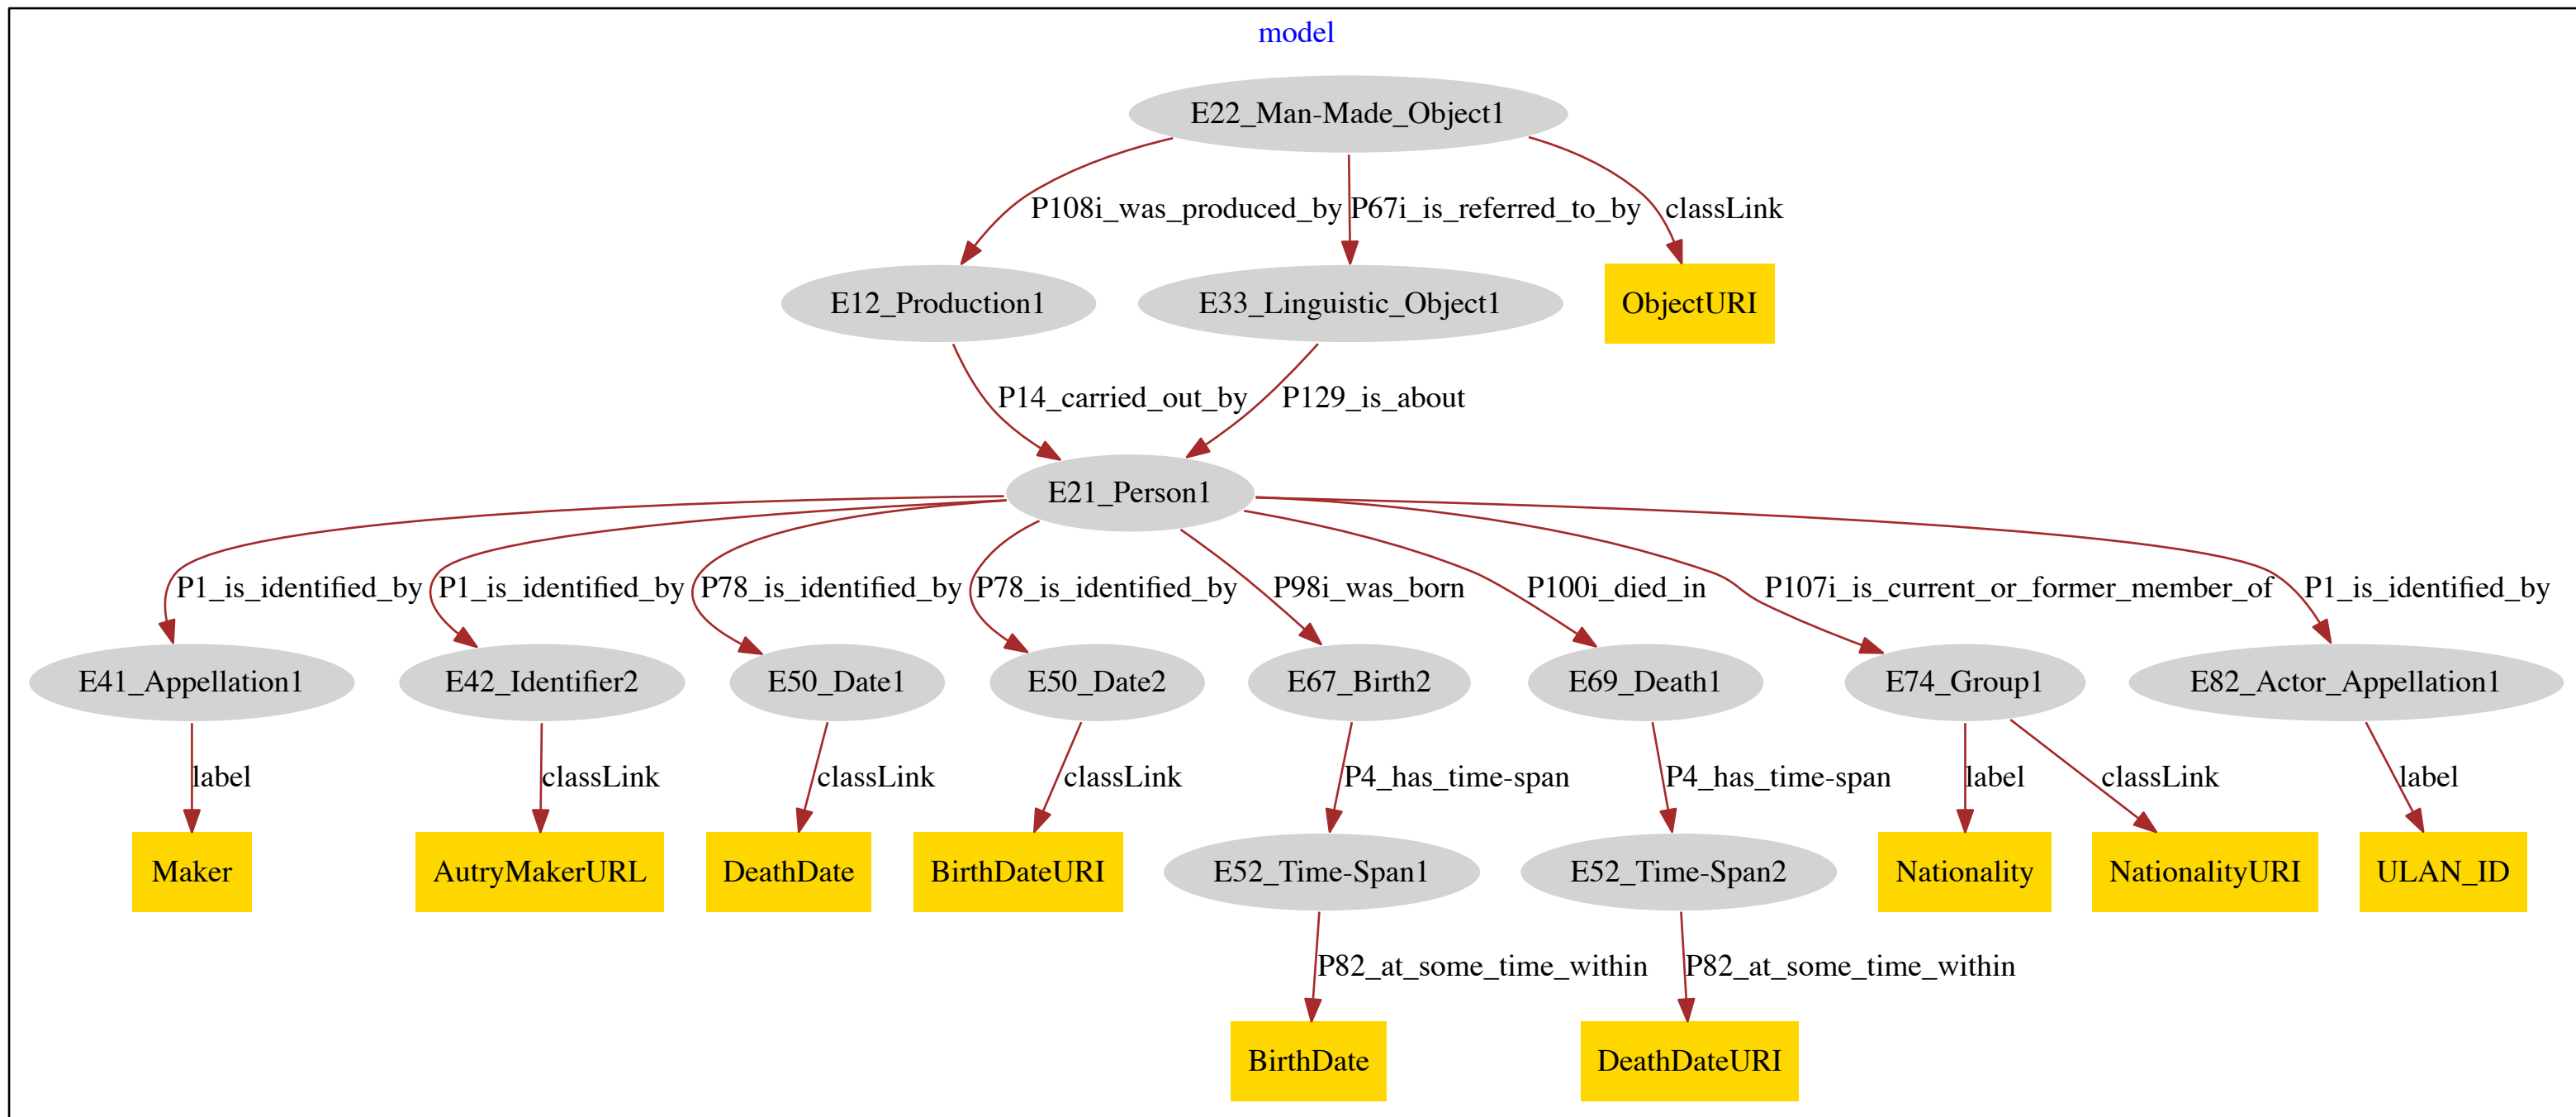 model
E22_Man-Made_Object1
P108i_was_produced_by P67i_is_referred_to_by classLink
E12_Production1 E33_Linguistic_Object1 ObjectURI
P14_carried_out_by P129_is_about
E21_Person1
P1_is_identified_by P1_is_identified_by P78_is_identified_by P78_is_identified_by P98i_was_born P100i_died_in P107i_is_current_or_former_member_of P1_is_identified_by
E41_Appellation1 E42_Identifier2 E50_Date1 E50_Date2 E67_Birth2 E69_Death1 E74_Group1 E82_Actor_Appellation1
label classLink classLink classLink P4_has_time-span P4_has_time-span label classLink label
Maker AutryMakerURL DeathDate BirthDateURI E52_Time-Span1 E52_Time-Span2 Nationality NationalityURI ULAN_ID
P82_at_some_time_within P82_at_some_time_within
BirthDate DeathDateURI